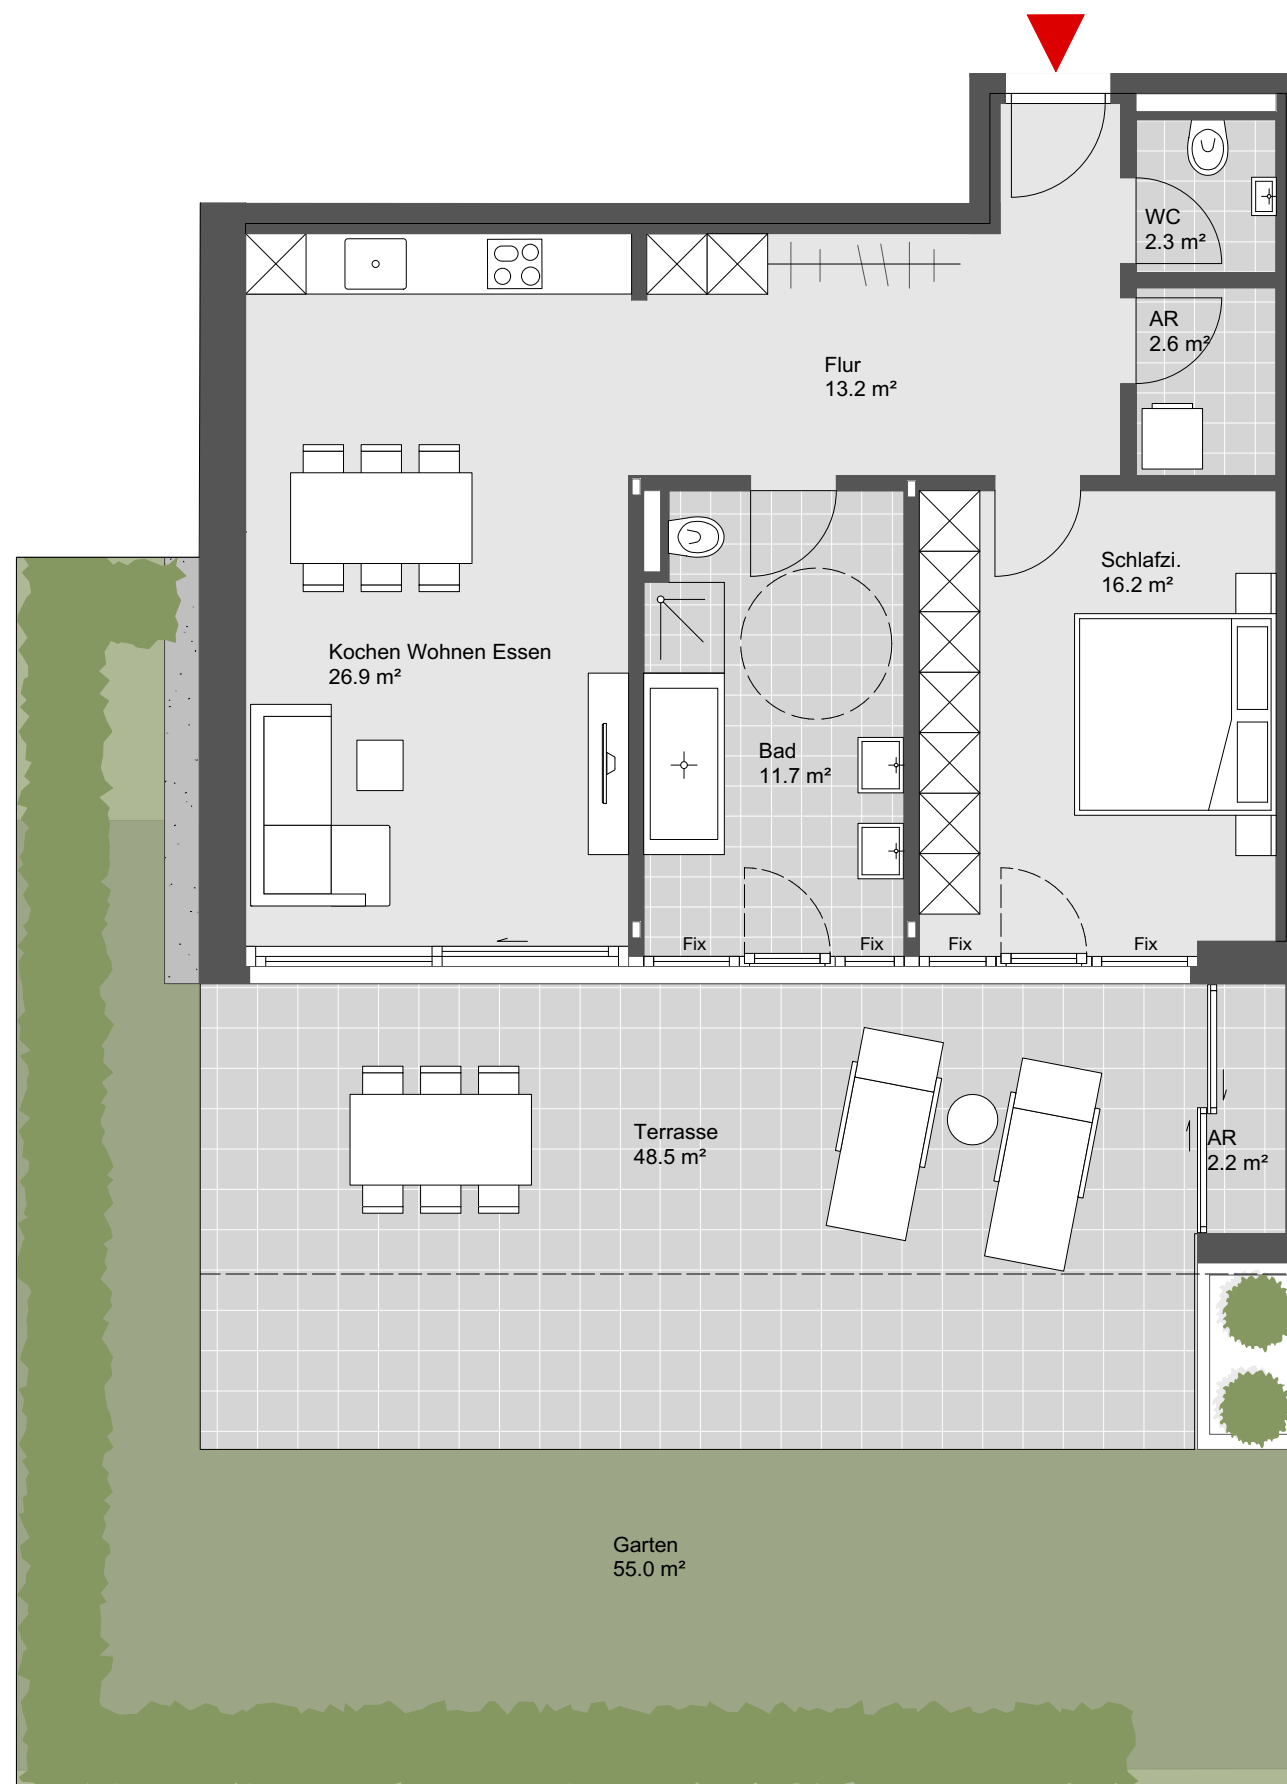 WC
2.3 m²
AR
2.6 m²
Flur
13.2 m²
Schlafzi.
16.2 m²
Kochen Wohnen Essen
26.9 m²
Bad
11.7 m²
Fix
Fix
Fix
Fix
Terrasse
48.5 m²
AR
2.2 m²
Garten
55.0 m²